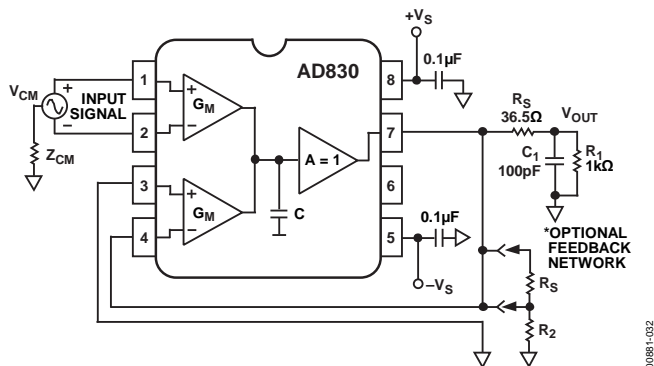 +VS
0.1µF
AD830
VCM
+
INPUT
SIGNAL
−
ZCM
1
2
3
4
+
GM
−
+
GM
−
A = 1
C
8
7
6
5
RS
36.5Ω
VOUT
C1
100pF
R1
1kΩ
0.1µF
−VS
*OPTIONAL
FEEDBACK
NETWORK
RS
R2
00881-032